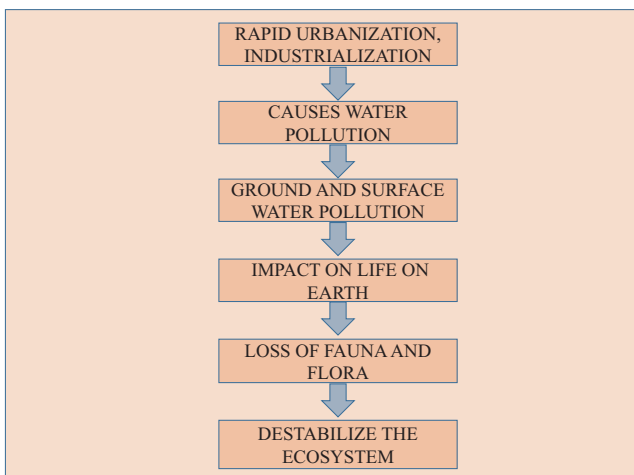 RAPID URBANIZATION,
INDUSTRIALIZATION
CAUSES WATER
POLLUTION
GROUND AND SURFACE
WATER POLLUTION
IMPACT ON LIFE ON
EARTH
LOSS OF FAUNA AND
FLORA
DESTABILIZE THE
ECOSYSTEM